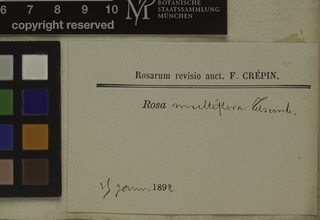 6 7 8 9 10
copyright reserved
BOTANISCHE
STAATSSAMMLUNG
MÜNCHEN
Rosarum revisio auct. F. CRÉPIN.
Rosa multiflora Thunb.
25 janv. 1892